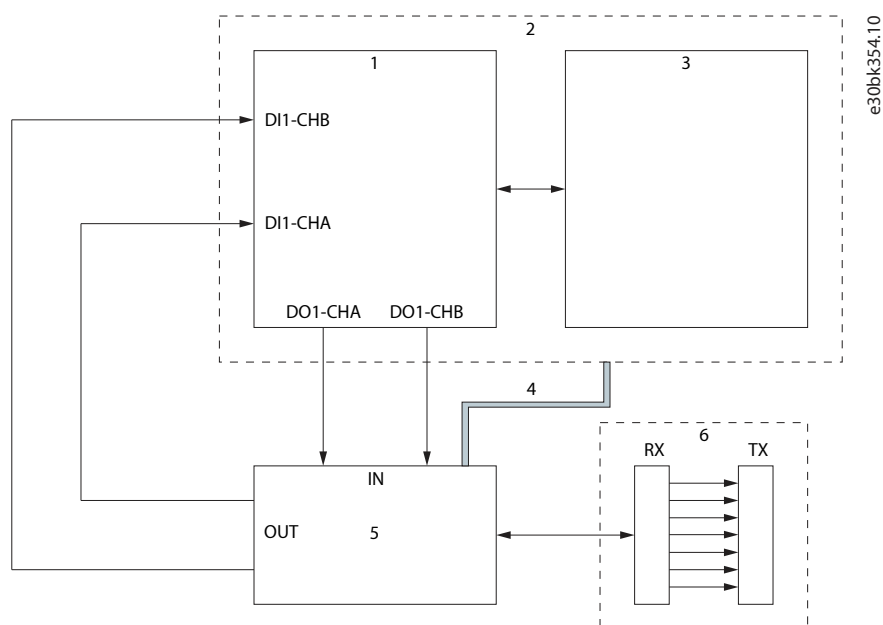 2
1
3
e30bk354.10
DI1-CHB
DI1-CHA
DO1-CHA DO1-CHB
4
6
RX TX
IN
OUT 5